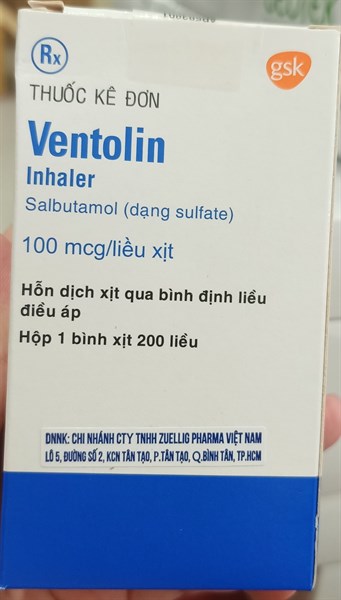 Rx
gsk
THUỐC KÊ ĐƠN
Ventolin
Inhaler
Salbutamol (dạng sulfate)
100 mcg/liều xịt
Hỗn dịch xịt qua bình định liều
điều áp
Hộp 1 bình xịt 200 liều
DNNK: CHI NHÁNH CTY TNHH ZUELLIG PHARMA VIỆT NAM
LÔ 5, ĐƯỜNG SỐ 2, KCN TÂN TẠO, P.TÂN TẠO, Q.BÌNH TÂN, TP.HCM